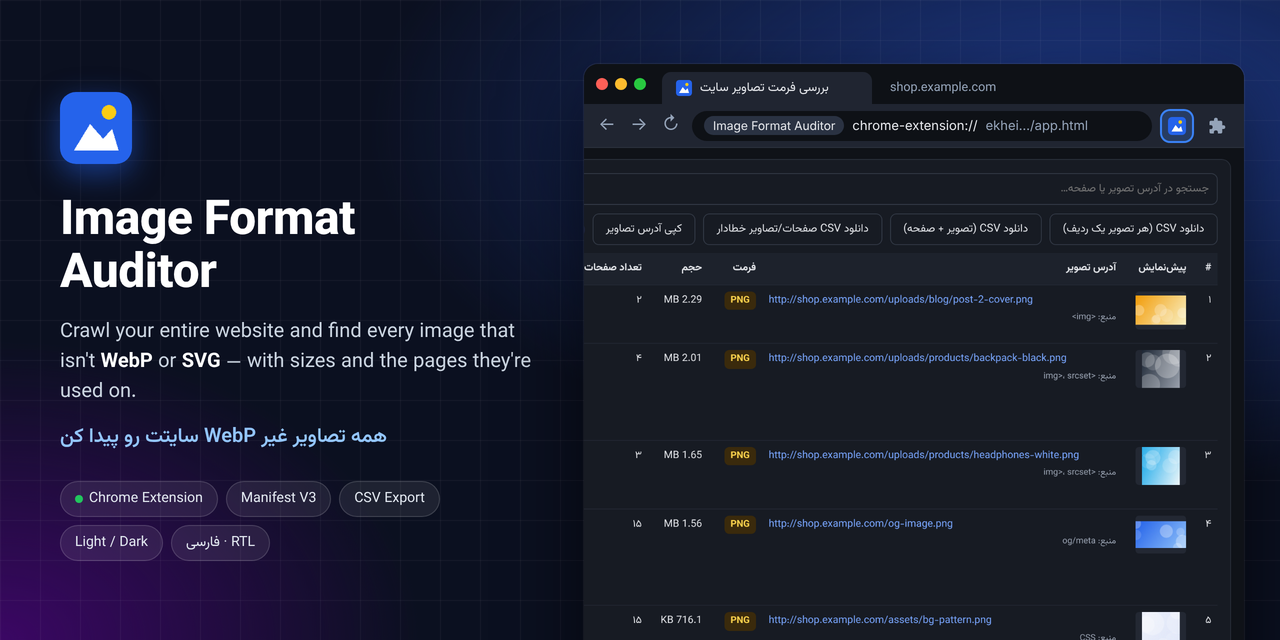 Image Format
Auditor
Crawl your entire website and find every image that
isn't WebP or SVG — with sizes and the pages they're
used on.
همه تصاویر غیر WebP سایتت رو پیدا کن
Chrome Extension
Manifest V3
CSV Export
Light / Dark
فارسی · RTL
بررسی فرمت تصاویر سایت
shop.example.com
Image Format Auditor chrome-extension:// ekhei.../app.html
جستجو در آدرس تصویر یا صفحه...
دانلود CSV (هر تصویر یک ردیف)
دانلود CSV (تصویر + صفحه)
دانلود CSV صفحات/تصاویر خطادار
کپی آدرس تصاویر
# پیش‌نمایش آدرس تصویر فرمت حجم تعداد صفحات
۱ http://shop.example.com/uploads/blog/post-2-cover.png PNG 2.29 MB ۲
منبع: <img>
۲ http://shop.example.com/uploads/products/backpack-black.png PNG 2.01 MB ۴
منبع: <img>، srcset
۳ http://shop.example.com/uploads/products/headphones-white.png PNG 1.65 MB ۳
منبع: <img>، srcset
۴ http://shop.example.com/og-image.png PNG 1.56 MB ۱۵
منبع: og/meta
۵ http://shop.example.com/assets/bg-pattern.png PNG 716.1 KB ۱۵
منبع: CSS